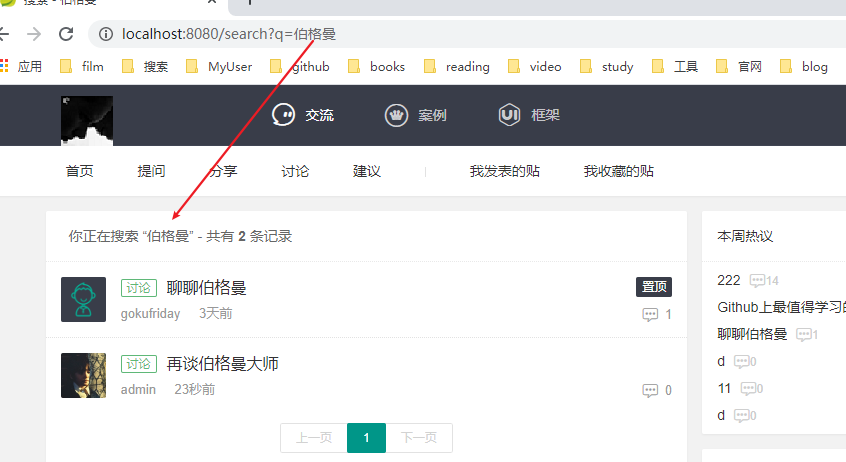 搜索 - 伯格曼
localhost:8080/search?q=伯格曼
应用 film 搜索 MyUser github books reading video study 工具 官网 blog
交流 案例 UI 框架
首页 提问 分享 讨论 建议 我发表的贴 我收藏的贴
你正在搜索 “伯格曼” - 共有 2 条记录
讨论 聊聊伯格曼 置顶
gokufriday 3天前 1
讨论 再谈伯格曼大师
admin 23秒前 0
上一页 1 下一页
本周热议
222 14
Github上最值得学习的
聊聊伯格曼 1
d 0
11 0
d 0